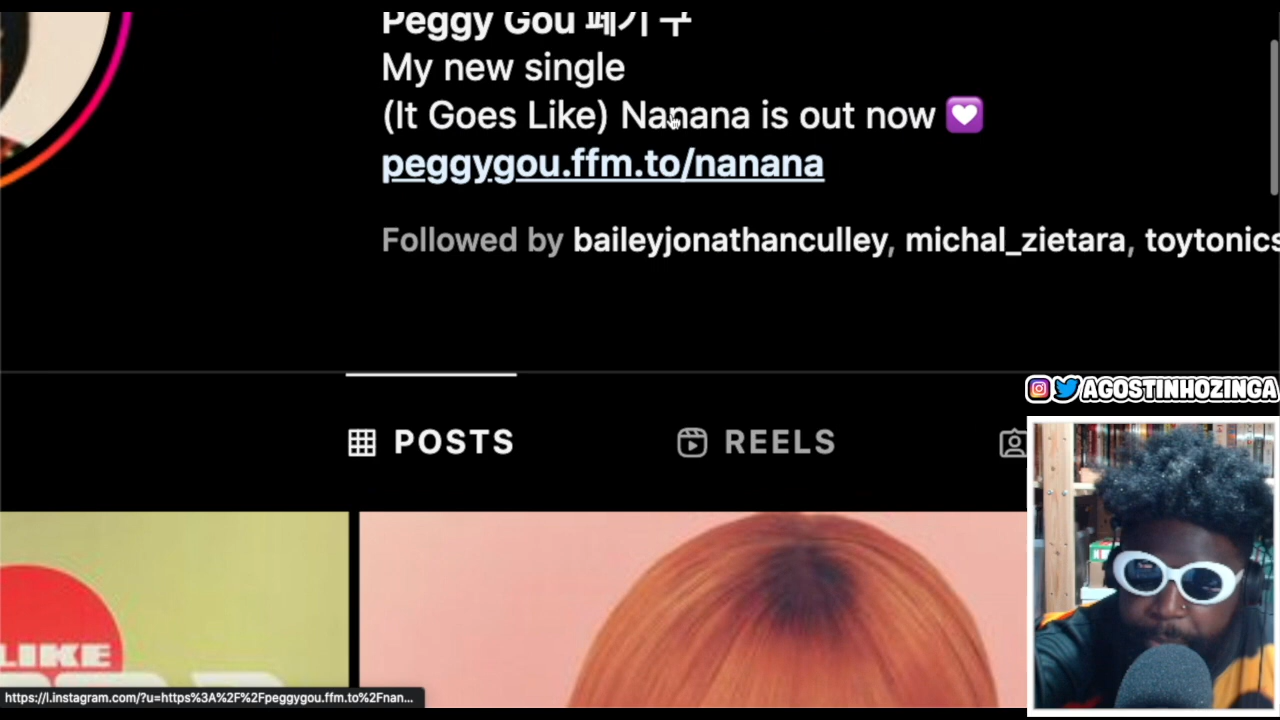 Peggy Gou 페기 구
My new single
(It Goes Like) Nanana is out now 💜
peggygou.ffm.to/nanana
Followed by baileyjonathanculley, michal_zietara, toytonics
AGOSTINHOZINGA
POSTS
REELS
LIKE
https://l.instagram.com/?u=https%3A%2F%2Fpeggygou.ffm.to%2Fnan...